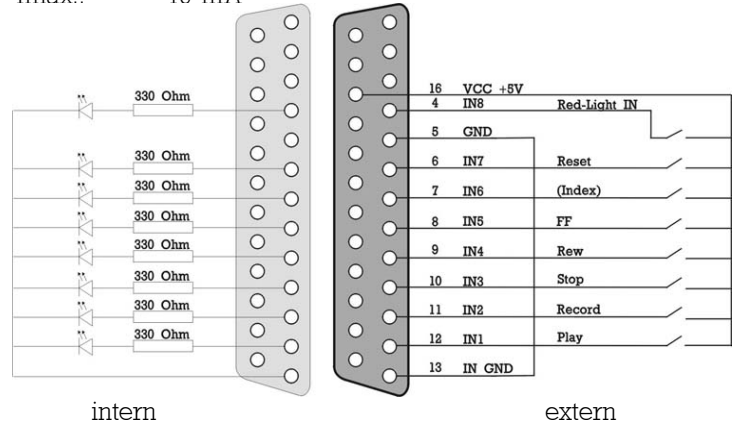 330 Ohm
330 Ohm
330 Ohm
330 Ohm
330 Ohm
330 Ohm
330 Ohm
330 Ohm
intern
16 VCC +5V
4 IN8 Red-Light IN
5 GND
6 IN7 Reset
7 IN6 (Index)
8 IN5 FF
9 IN4 Rew
10 IN3 Stop
11 IN2 Record
12 IN1 Play
13 IN GND
extern